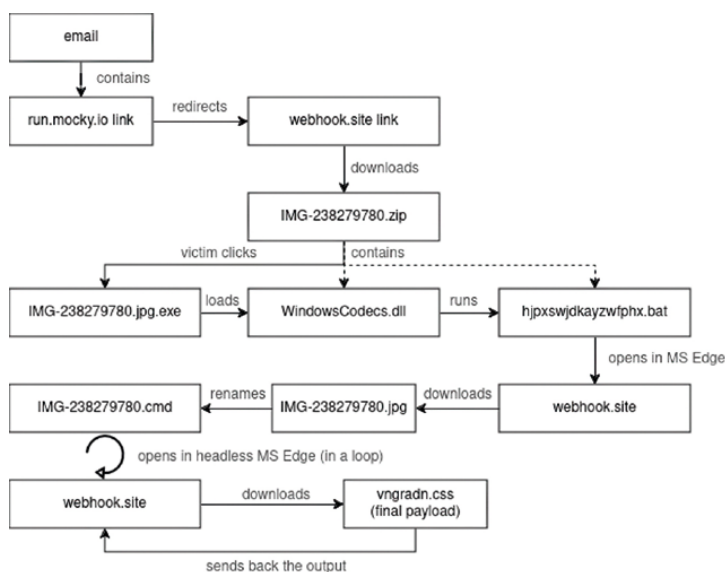 email
contains
run.mocky.io link
redirects
webhook.site link
downloads
IMG-238279780.zip
victim clicks
contains
IMG-238279780.jpg.exe
loads
WindowsCodecs.dll
runs
hjpxswjdkayzwfphx.bat
opens in MS Edge
IMG-238279780.cmd
renames
IMG-238279780.jpg
downloads
webhook.site
opens in headless MS Edge (in a loop)
webhook.site
downloads
vngradn.css
(final payload)
sends back the output